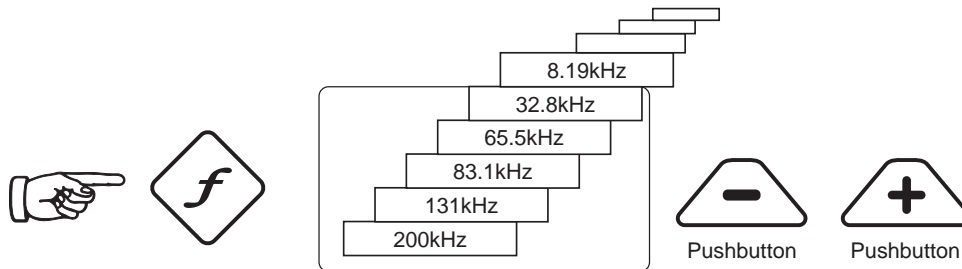 8.19kHz
32.8kHz
65.5kHz
83.1kHz
131kHz
200kHz
f
Pushbutton
Pushbutton